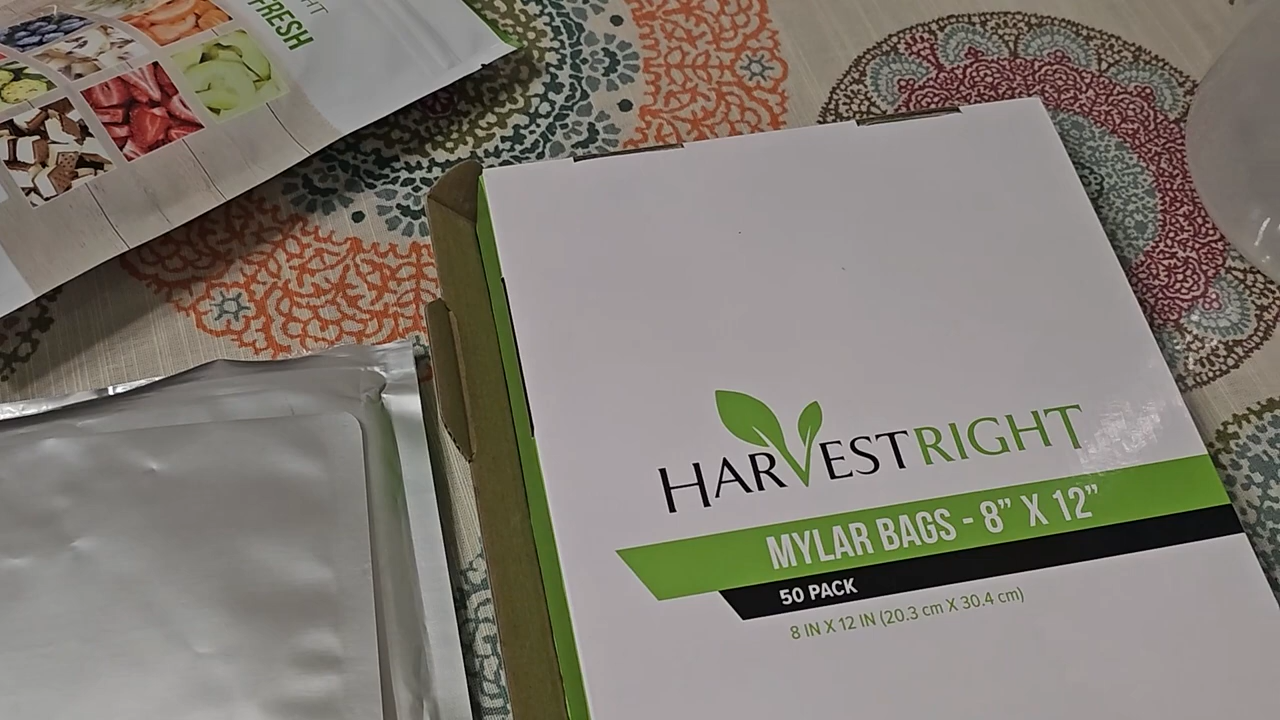 FRESH
HARVESTRIGHT
MYLAR BAGS - 8” X 12”
50 PACK
8 IN X 12 IN (20.3 cm X 30.4 cm)